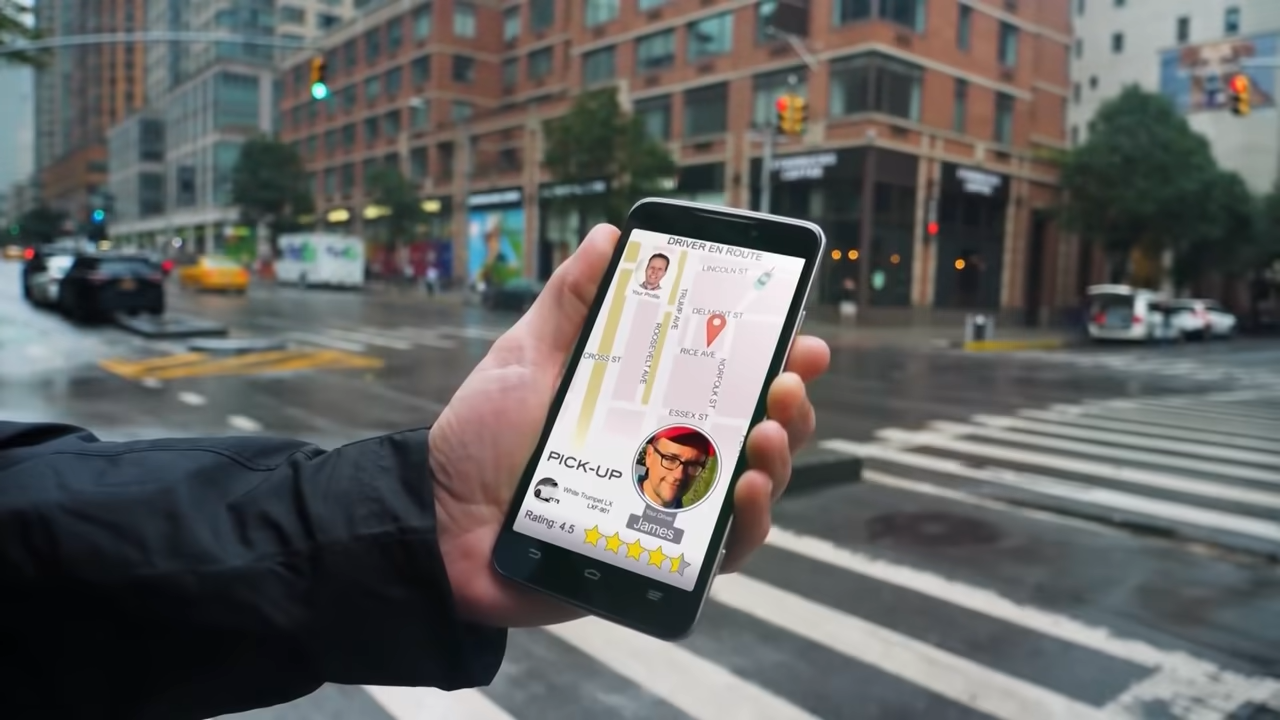 DRIVER EN ROUTE
LINCOLN ST
Your Profile
TRUMP AVE
DELMONT ST
ROOSEVELT AVE
RICE AVE
CROSS ST
NORFOLK ST
ESSEX ST
PICK-UP
White Trumpet LX
LXF-901
Your Driver
James
Rating: 4.5